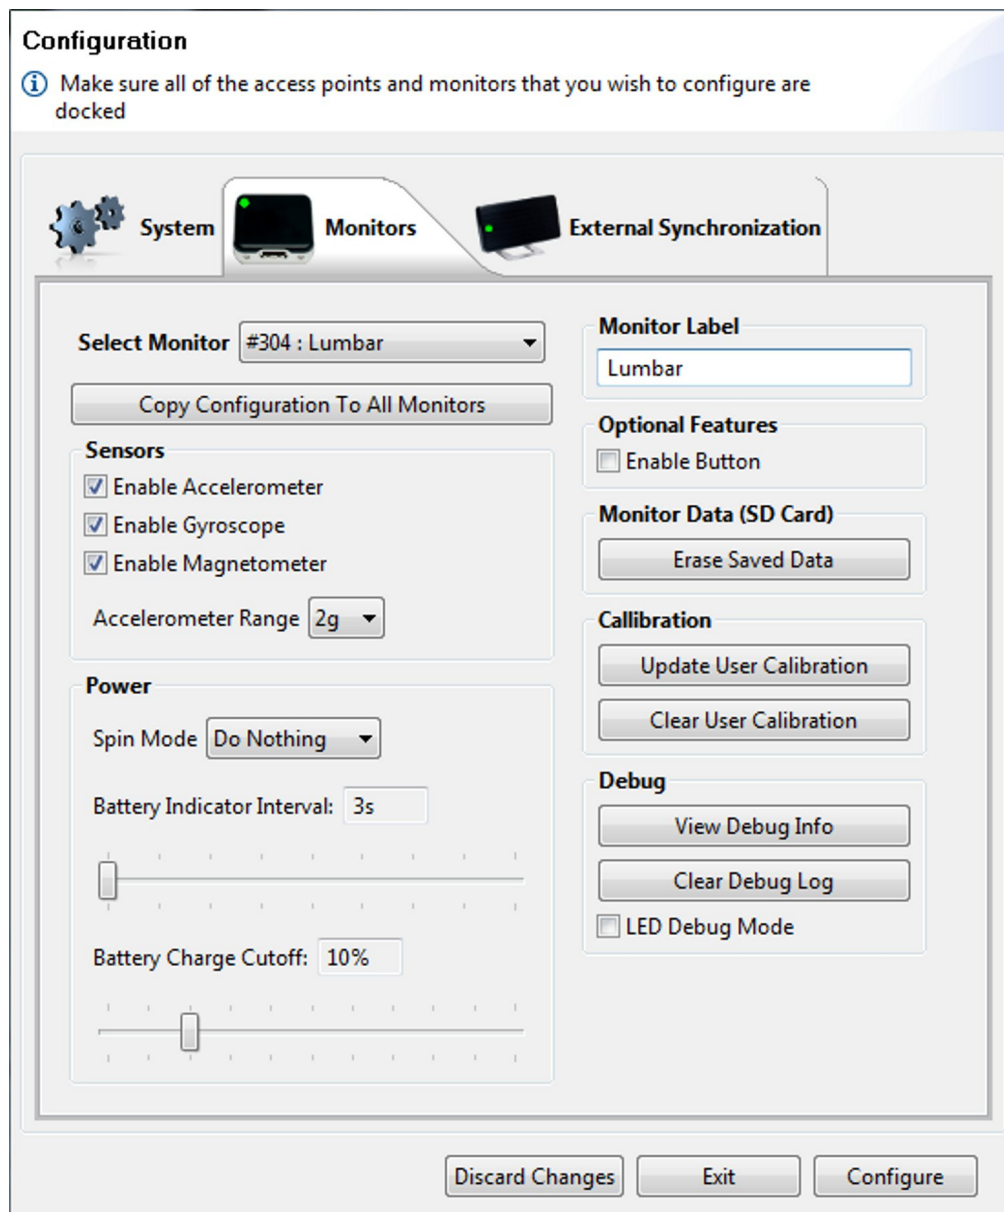 Configuration
Make sure all of the access points and monitors that you wish to configure are
docked
System
Monitors
External Synchronization
Select Monitor #304 : Lumbar
Copy Configuration To All Monitors
Sensors
Enable Accelerometer
Enable Gyroscope
Enable Magnetometer
Accelerometer Range 2g
Power
Spin Mode Do Nothing
Battery Indicator Interval: 3s
Battery Charge Cutoff: 10%
Monitor Label
Lumbar
Optional Features
Enable Button
Monitor Data (SD Card)
Erase Saved Data
Callibration
Update User Calibration
Clear User Calibration
Debug
View Debug Info
Clear Debug Log
LED Debug Mode
Discard Changes
Exit
Configure